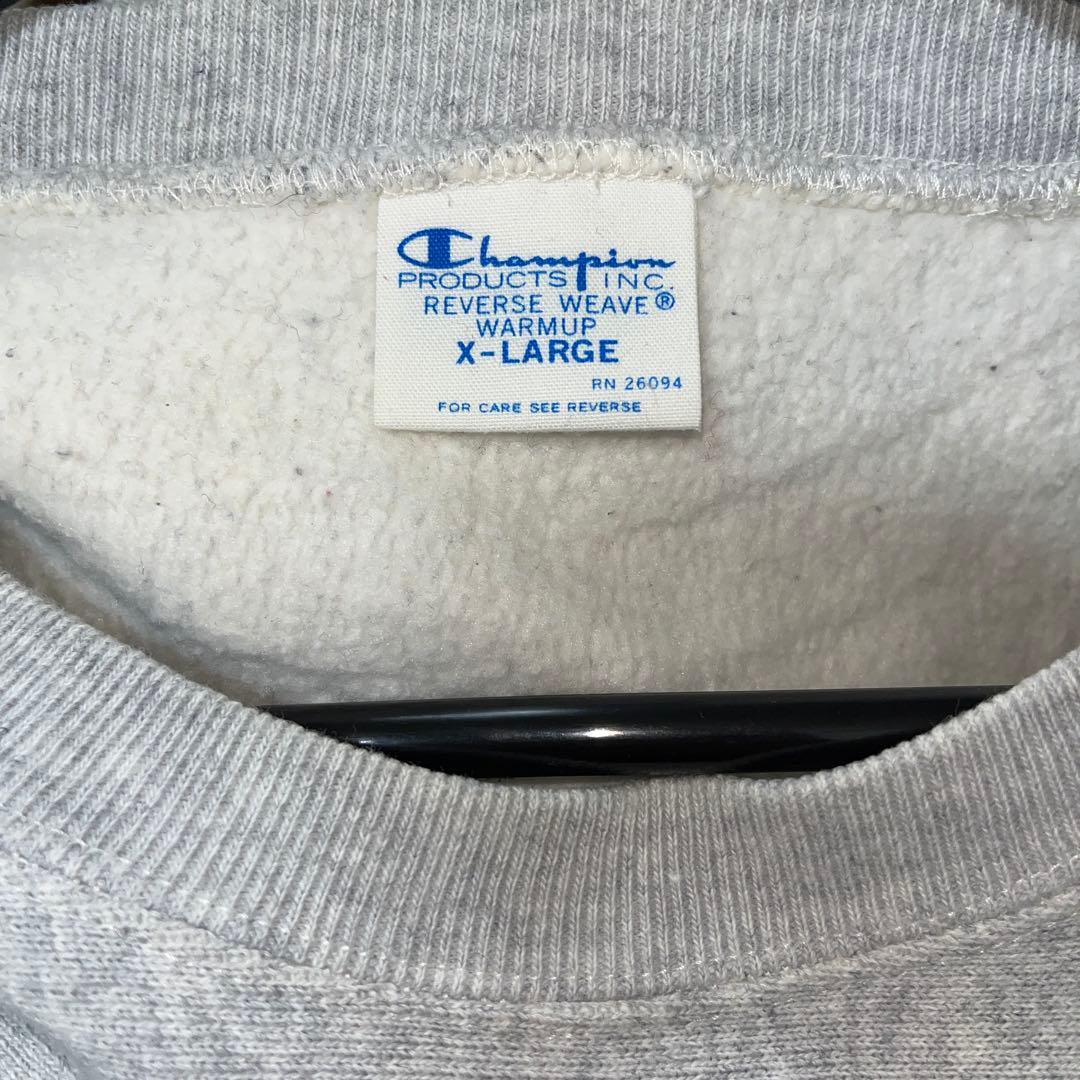 Champion
PRODUCTS INC.
REVERSE WEAVE®
WARMUP
X-LARGE
RN 26094
FOR CARE SEE REVERSE